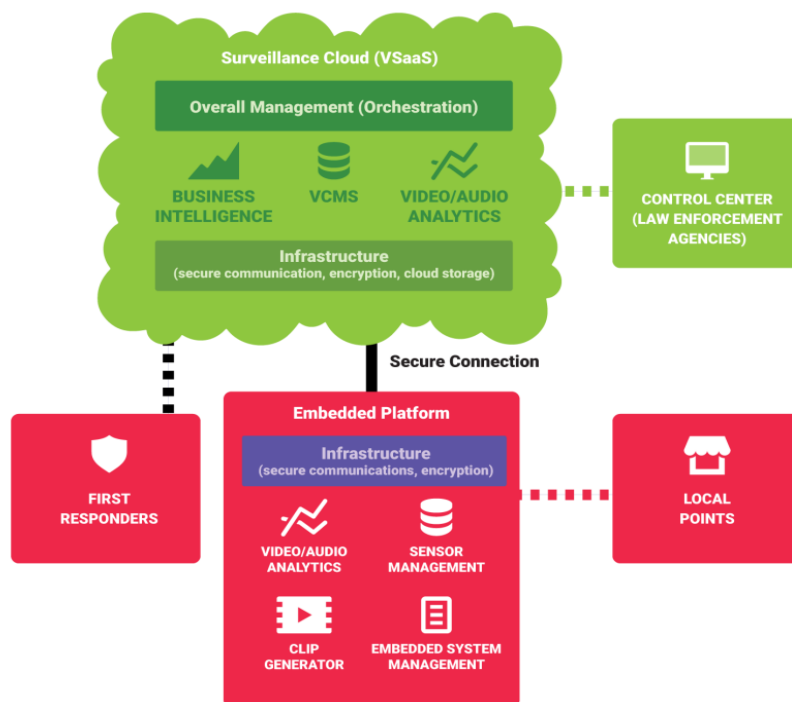 Surveillance Cloud (VSaaS)
Overall Management (Orchestration)
BUSINESS
INTELLIGENCE
VCMS
VIDEO/AUDIO
ANALYTICS
Infrastructure
(secure communication, encryption, cloud storage)
CONTROL CENTER
(LAW ENFORCEMENT
AGENCIES)
Secure Connection
FIRST
RESPONDERS
Embedded Platform
Infrastructure
(secure communications, encryption)
VIDEO/AUDIO
ANALYTICS
SENSOR
MANAGEMENT
CLIP
GENERATOR
EMBEDDED SYSTEM
MANAGEMENT
LOCAL
POINTS